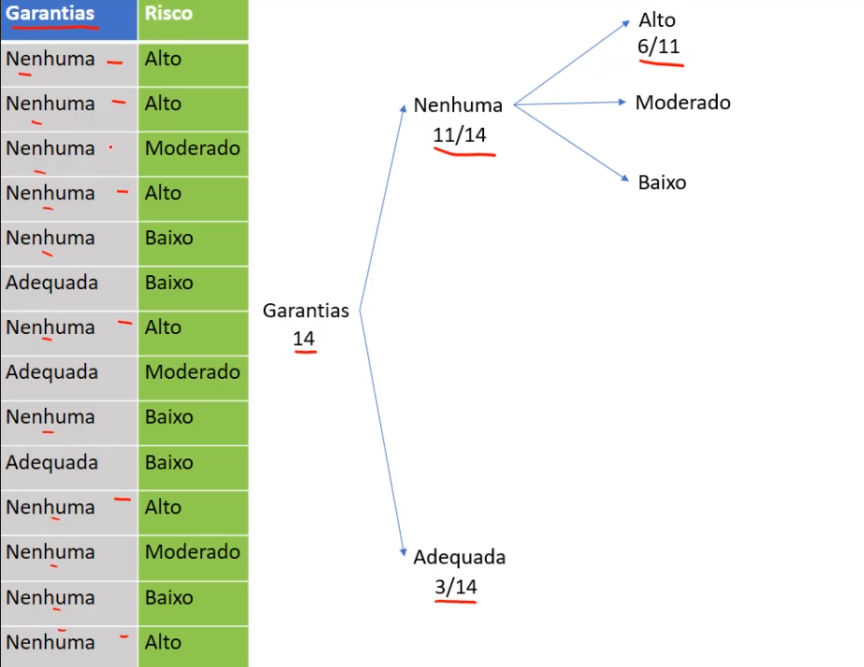 Garantias Risco
Nenhuma Alto
Nenhuma Alto
Nenhuma Moderado
Nenhuma Alto
Nenhuma Baixo
Adequada Baixo
Nenhuma Alto
Adequada Moderado
Nenhuma Baixo
Adequada Baixo
Nenhuma Alto
Nenhuma Moderado
Nenhuma Baixo
Nenhuma Alto
Garantias
14
Nenhuma
11/14
Alto
6/11
Moderado
Baixo
Adequada
3/14